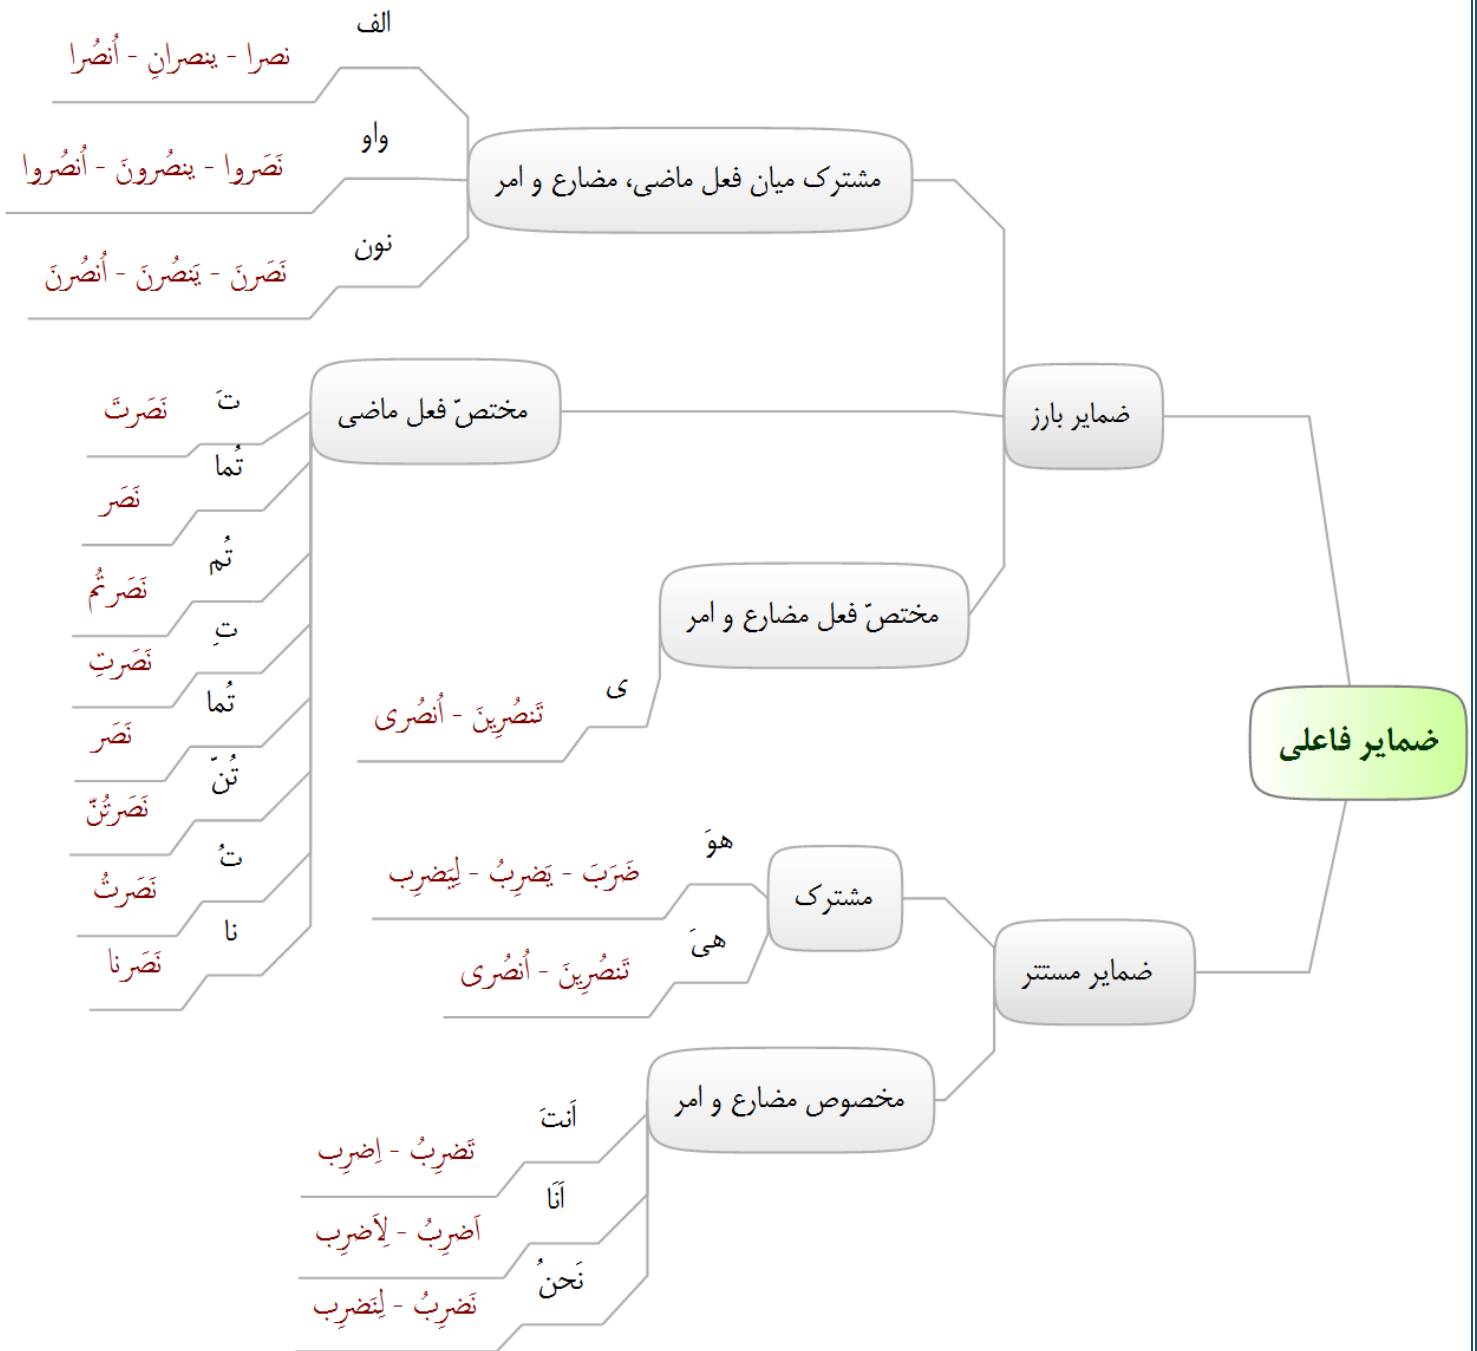 ضمایر فاعلی
ضمایر بارز
مشترک میان فعل ماضی، مضارع و امر
الف
نصرا - ینصرانِ - اُنصُرا
واو
نَصَروا - ینصُرونَ - اُنصُروا
نون
نَصَرنَ - یَنصُرنَ - اُنصُرنَ
مختصّ فعل ماضی
تَ
نَصَرتَ
تُما
نَصَر
تُم
نَصَرتُم
تِ
نَصَرتِ
تُما
نَصَر
تُنّ
نَصَرتُنّ
تُ
نَصَرتُ
نا
نَصَرنا
مختصّ فعل مضارع و امر
ی
تَنصُرِینَ - اُنصُری
ضمایر مستتر
مشترک
هوَ
ضَرَبَ - یَضرِبُ - لِیَضرِب
هیَ
تَنصُرِینَ - اُنصُری
مخصوص مضارع و امر
اَنتَ
تَضرِبُ - اِضرِب
اَنَا
اَضرِبُ - لِاَضرِب
نَحنُ
نَضرِبُ - لِنَضرِب